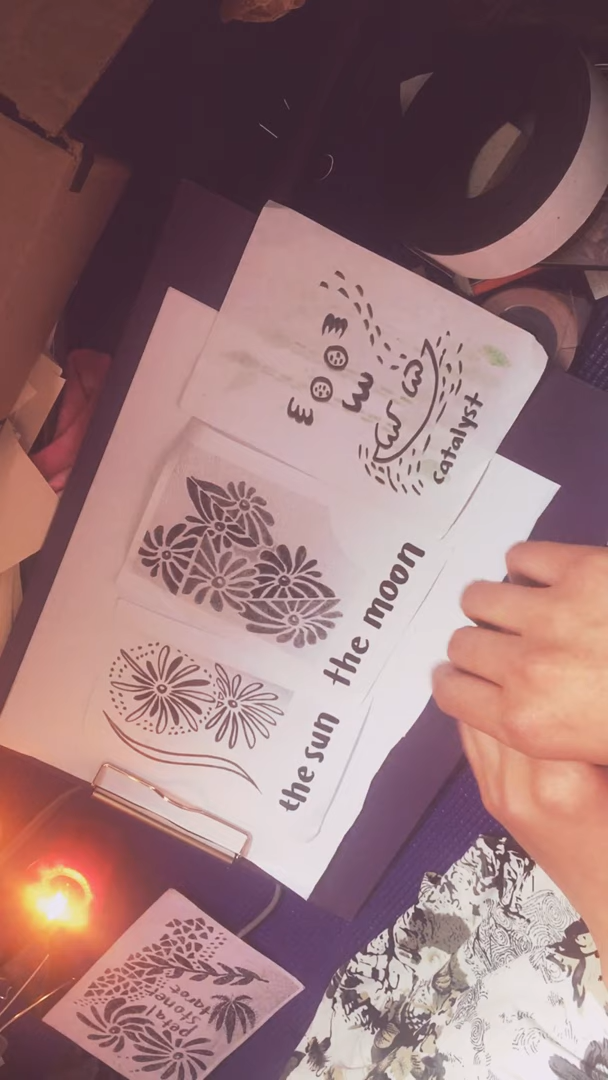 catalyst
the moon
the sun
petal
stone
tarot